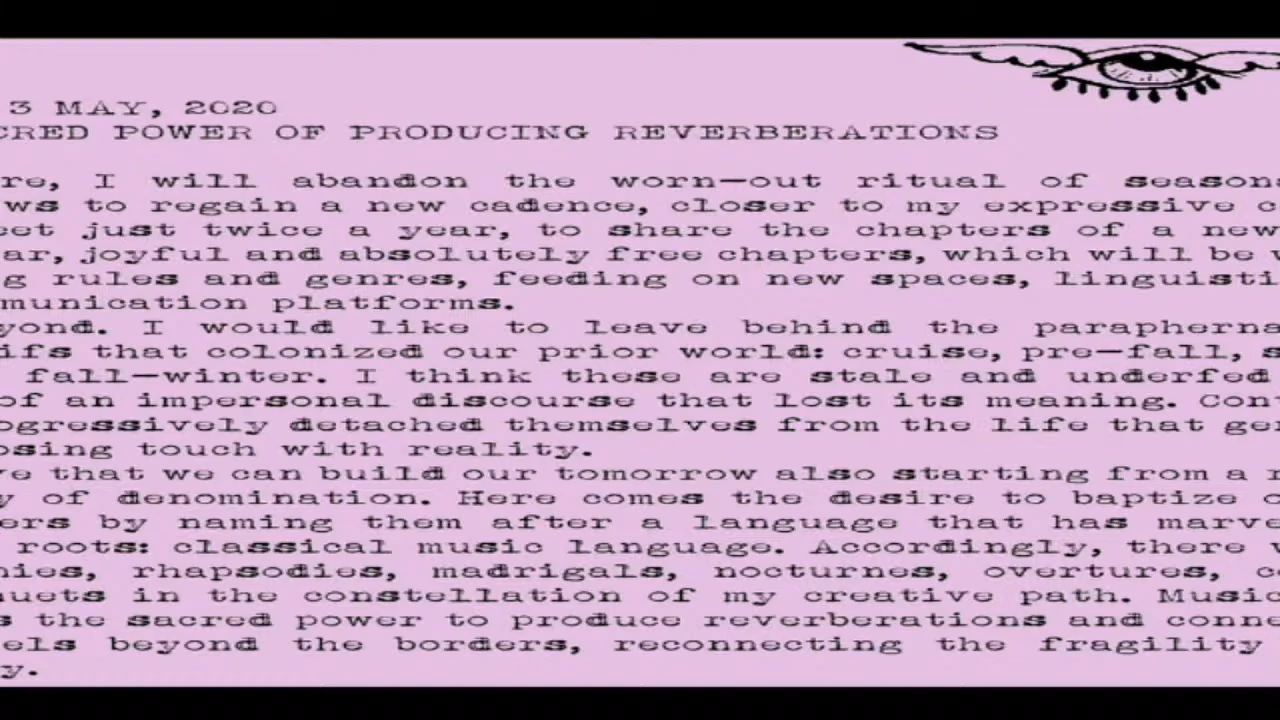 3 MAY, 2020
CRED POWER OF PRODUCING REVERBERATIONS
re, I will abandon the worn-out ritual of season
ws to regain a new cadence, closer to my expressive c
eet just twice a year, to share the chapters of a new
ar, joyful and absolutely free chapters, which will be
g rules and genres, feeding on new spaces, linguisti
munication platforms.
yond. I would like to leave behind the paraphern
ifs that colonized our prior world: cruise, pre-fall, s
fall-winter. I think these are stale and underfed
of an impersonal discourse that lost its meaning. Con
ogressively detached themselves from the life that ge
osing touch with reality.
ve that we can build our tomorrow also starting from a
y of denomination. Here comes the desire to baptize
ers by naming them after a language that has marve
roots: classical music language. Accordingly, there
nies, rhapsodies, madrigals, nocturnes, overtures, co
uets in the constellation of my creative path. Music
s the sacred power to produce reverberations and conne
els beyond the borders, reconnecting the fragility
y.